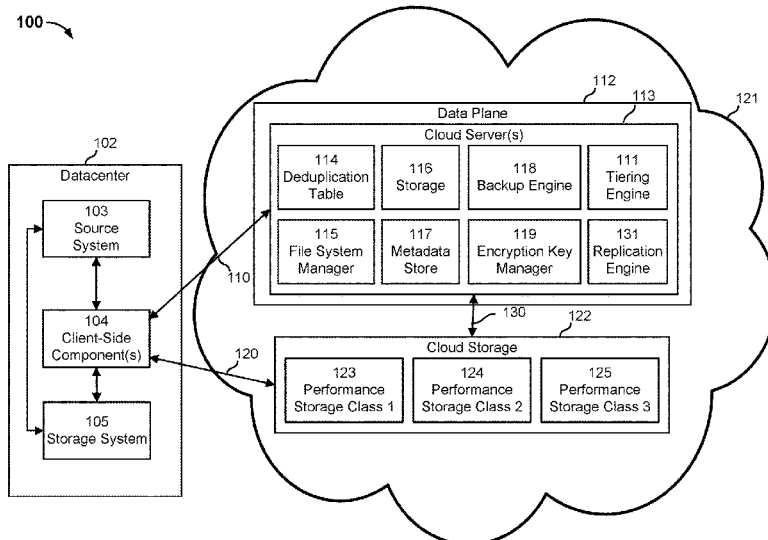 100
112
113
121
Data Plane
Cloud Server(s)
102
Datacenter
114
Deduplication
Table
116
Storage
118
Backup Engine
111
Tiering
Engine
103
Source
System
115
File System
Manager
117
Metadata
Store
119
Encryption Key
Manager
131
Replication
Engine
110
104
Client-Side
Component(s)
130
122
120
Cloud Storage
123
Performance
Storage Class 1
124
Performance
Storage Class 2
125
Performance
Storage Class 3
105
Storage System